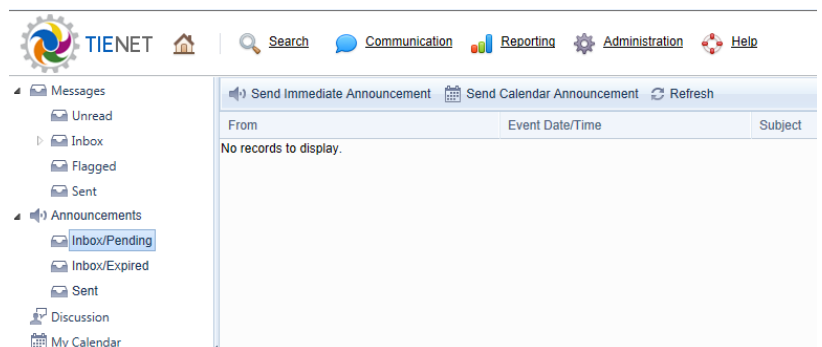 TIENET Search Communication Reporting Administration Help
Messages
Unread
Inbox
Flagged
Sent
Announcements
Inbox/Pending
Inbox/Expired
Sent
Discussion
My Calendar
Send Immediate Announcement Send Calendar Announcement Refresh
From Event Date/Time Subject
No records to display.